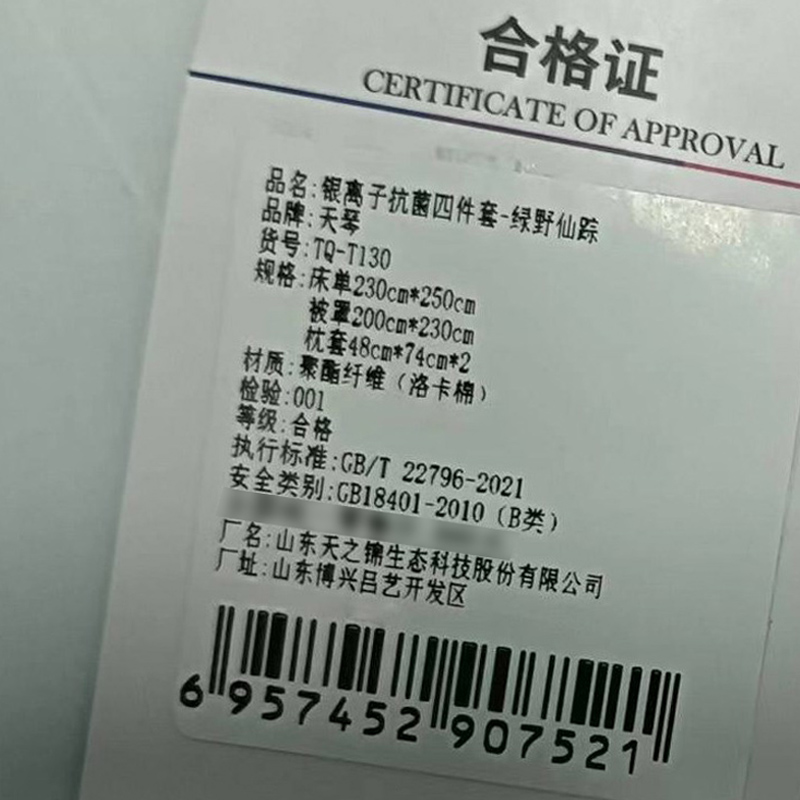 合格证
CERTIFICATE OF APPROVAL
品名:银离子抗菌四件套-绿野仙踪
品牌:天琴
货号:TQ-T130
规格:床单230cm*250cm
被罩200cm*230cm
枕套48cm*74cm*2
材质:聚酯纤维（洛卡棉）
检验:001
等级:合格
执行标准:GB/T 22796-2021
安全类别:GB18401-2010（B类）
厂名:山东天之锦生态科技股份有限公司
厂址:山东博兴吕艺开发区
6957452907521